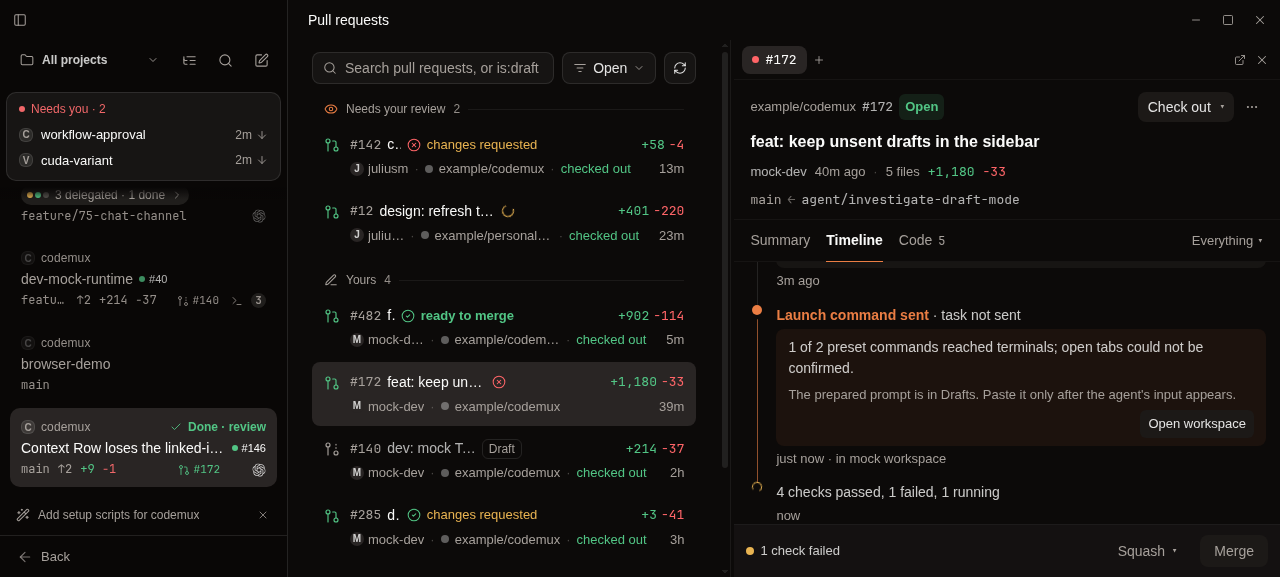 Pull requests
All projects
Needs you · 2
C workflow-approval 2m
V cuda-variant 2m
3 delegated · 1 done
feature/75-chat-channel
C codemux
dev-mock-runtime #40
featu… ↑2 +214 -37 #140 3
C codemux
browser-demo
main
C codemux Done · review
Context Row loses the linked-i… #146
main ↑2 +9 -1 #172
Add setup scripts for codemux
Back
Search pull requests, or is:draft
Open
Needs your review 2
#142 c… changes requested +58 -4
J juliusm · example/codemux · checked out 13m
#12 design: refresh t… +401 -220
J juliu… · example/personal… · checked out 23m
Yours 4
#482 f… ready to merge +902 -114
M mock-d… · example/codem… · checked out 5m
#172 feat: keep un… +1,180 -33
M mock-dev · example/codemux 39m
#140 dev: mock T… Draft +214 -37
M mock-dev · example/codemux · checked out 2h
#285 d… changes requested +3 -41
M mock-dev · example/codemux · checked out 3h
#172
example/codemux #172 Open Check out
feat: keep unsent drafts in the sidebar
mock-dev 40m ago · 5 files +1,180 -33
main ← agent/investigate-draft-mode
Summary Timeline Code 5 Everything
3m ago
Launch command sent · task not sent
1 of 2 preset commands reached terminals; open tabs could not be
confirmed.
The prepared prompt is in Drafts. Paste it only after the agent's input appears.
Open workspace
just now · in mock workspace
4 checks passed, 1 failed, 1 running
now
1 check failed Squash Merge